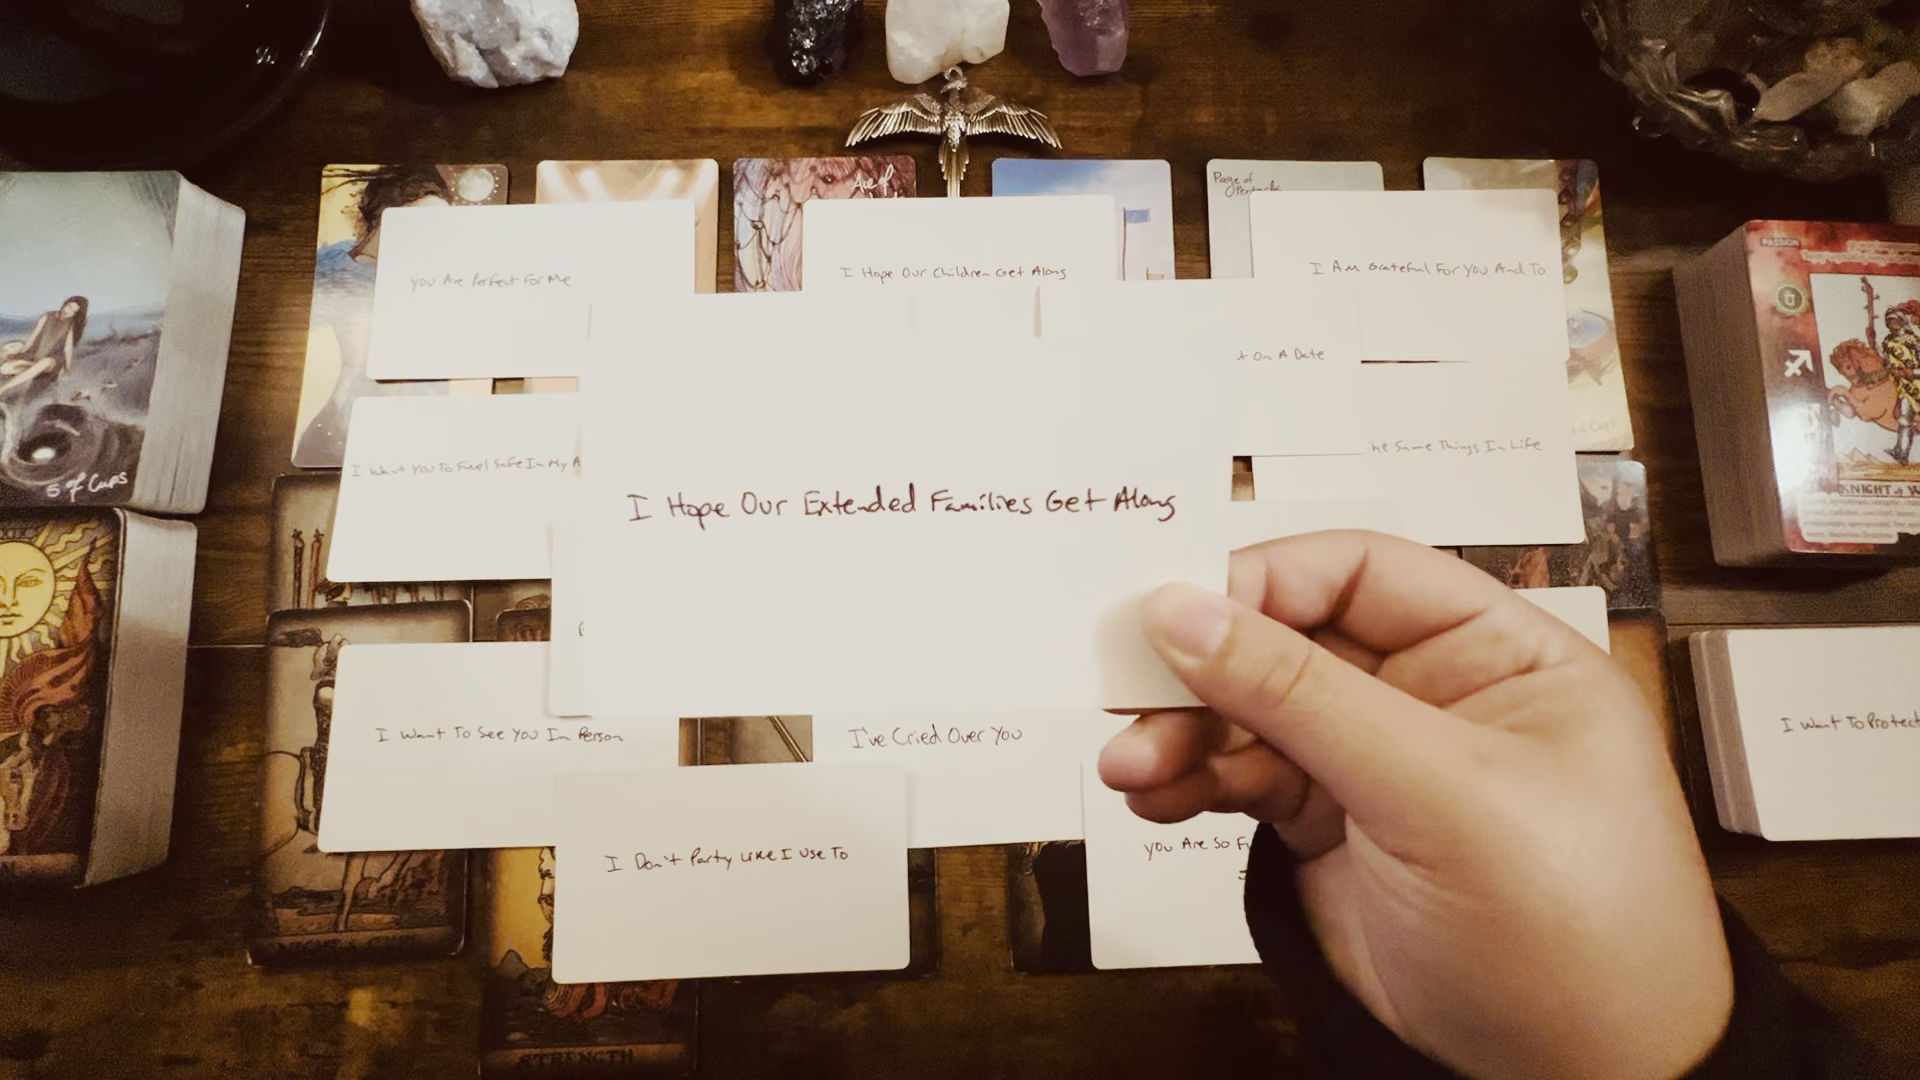 Ace of
Page of
Pentacles
PASSION
You Are Perfect For Me
I Hope Our Children Get Along
I Am Grateful For You And To
On A Date
Same Things In Life
I Want You To Feel Safe In My
5 of Cups
I Hope Our Extended Families Get Along
KNIGHT of
I Want To See You In Person
I've Cried Over You
I Want To Protect
I Don't Party Like I Use To
You Are So
STRENGTH